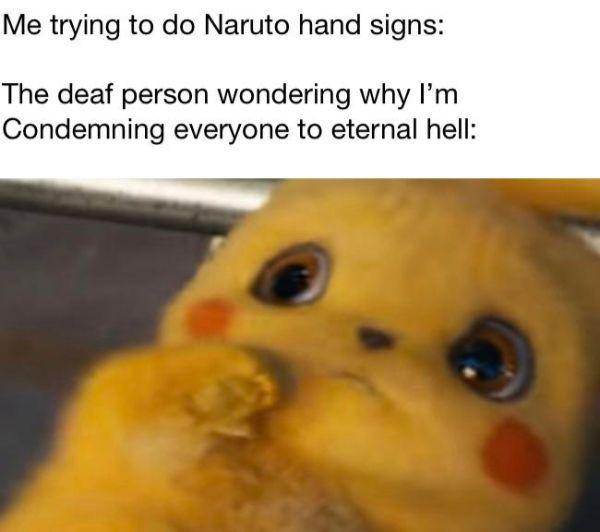 Me trying to do Naruto hand signs:
The deaf person wondering why I’m
Condemning everyone to eternal hell: